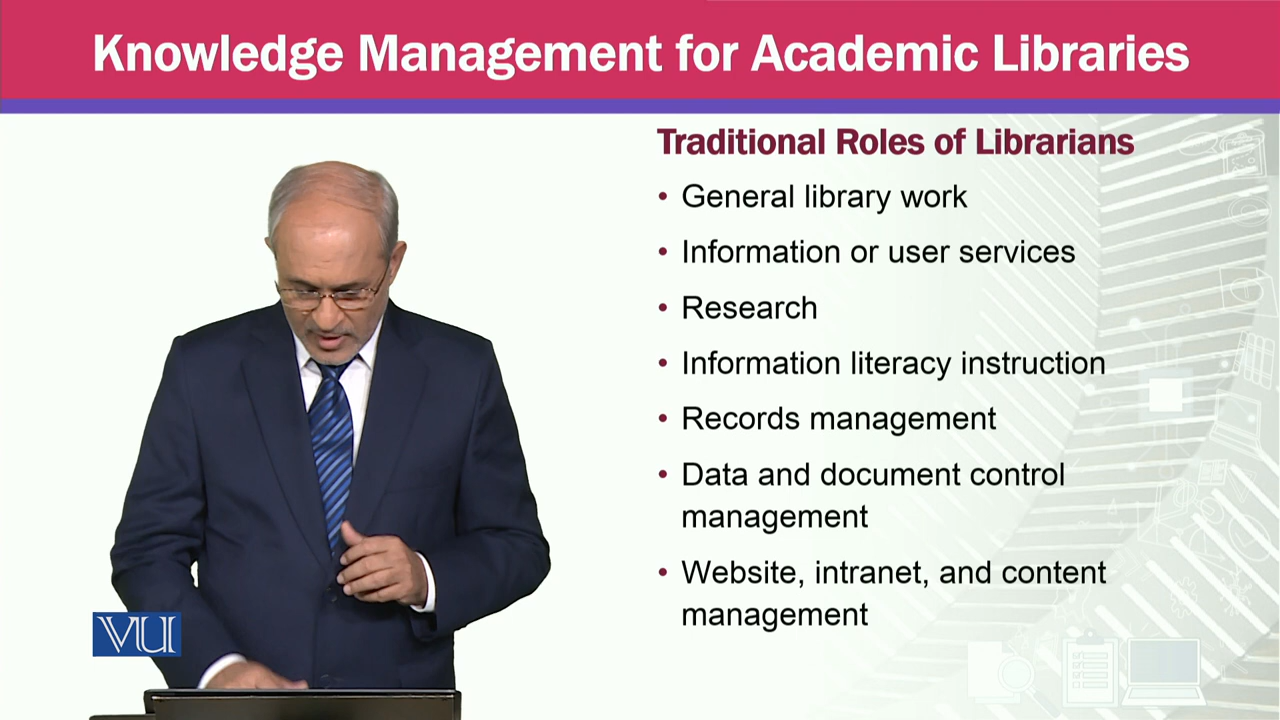 Knowledge Management for Academic Libraries
Traditional Roles of Librarians
• General library work
• Information or user services
• Research
• Information literacy instruction
• Records management
• Data and document control
management
• Website, intranet, and content
management
VU